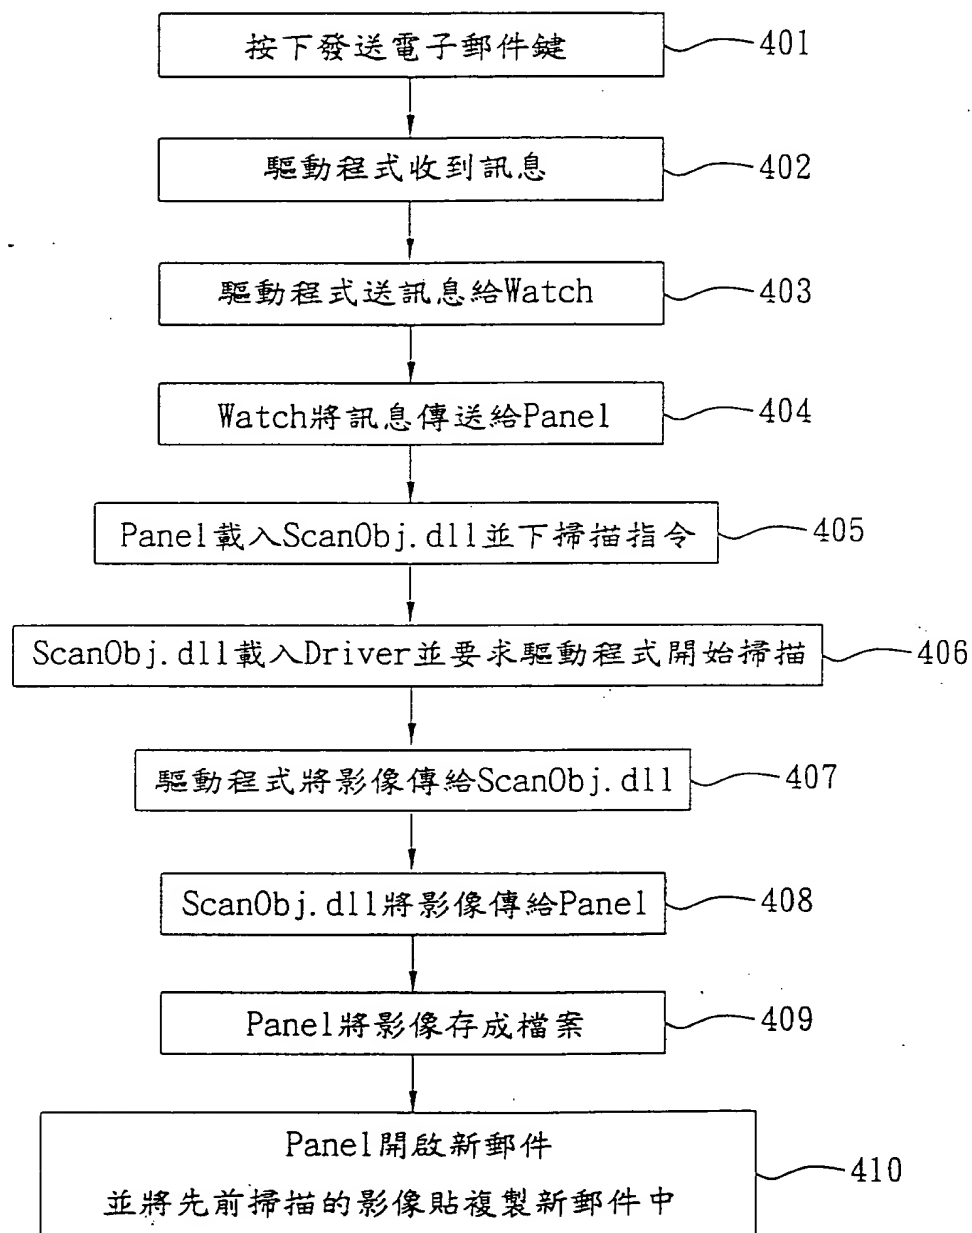 按下發送電子郵件鍵 401
驅動程式收到訊息 402
驅動程式送訊息給Watch 403
Watch將訊息傳送給Panel 404
Panel載入ScanObj.dll並下掃描指令 405
ScanObj.dll載入Driver並要求驅動程式開始掃描 406
驅動程式將影像傳給ScanObj.dll 407
ScanObj.dll將影像傳給Panel 408
Panel將影像存成檔案 409
Panel開啟新郵件
並將先前掃描的影像貼複製新郵件中 410